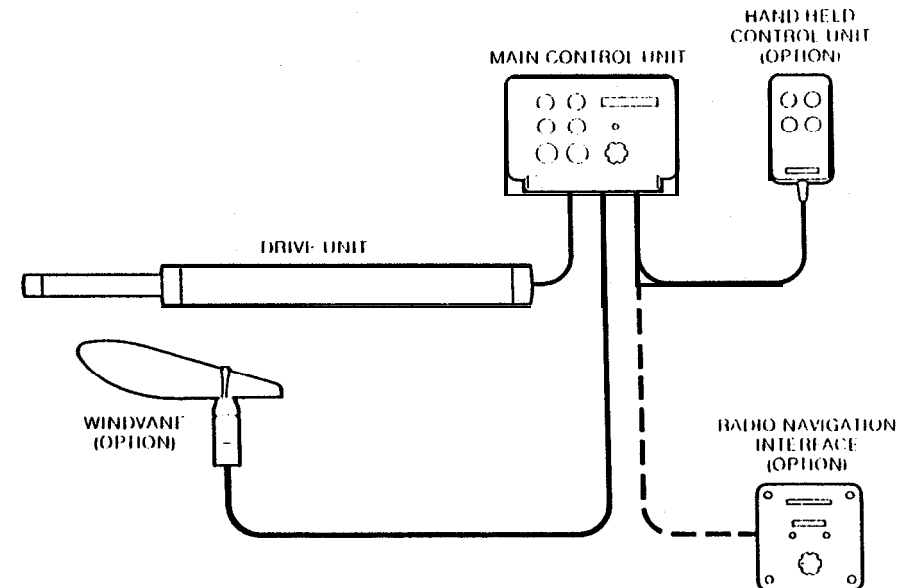 HAND HELD
CONTROL UNIT
(OPTION)
MAIN CONTROL UNIT
DRIVE UNIT
WINDVANE
(OPTION)
RADIO NAVIGATION
INTERFACE
(OPTION)